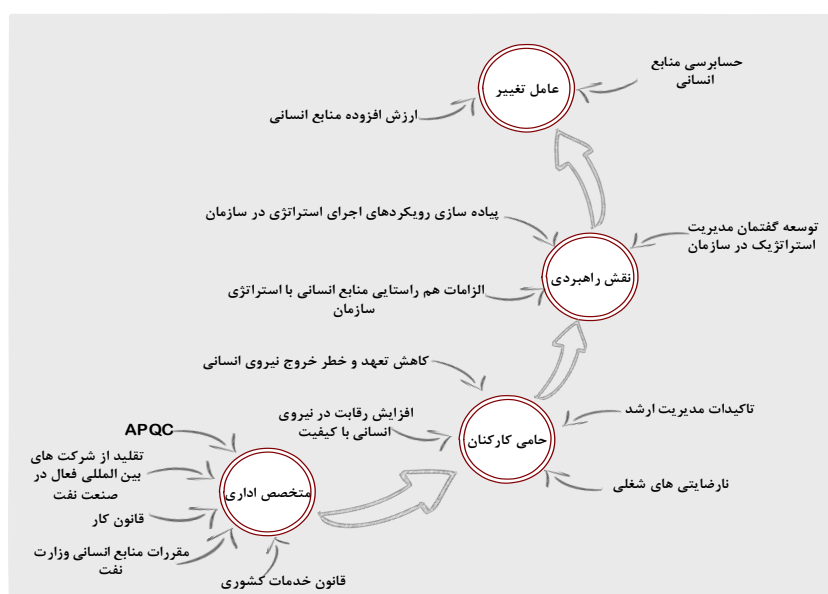 حسابرسی منابع
انسانی
عامل تغییر
ارزش افزوده منابع انسانی
پیاده سازی رویکردهای اجرای استراتژی در سازمان
توسعه گفتمان مدیریت
استراتژیک در سازمان
نقش راهبردی
الزامات هم راستایی منابع انسانی با استراتژی
سازمان
کاهش تعهد و خطر خروج نیروی انسانی
تاکیدات مدیریت ارشد
افزایش رقابت در نیروی
انسانی با کیفیت
حامی کارکنان
نارضایتی های شغلی
APQC
تقلید از شرکت های
بین المللی فعال در
صنعت نفت
متخصص اداری
قانون کار
مقررات منابع انسانی وزارت
نفت
قانون خدمات کشوری